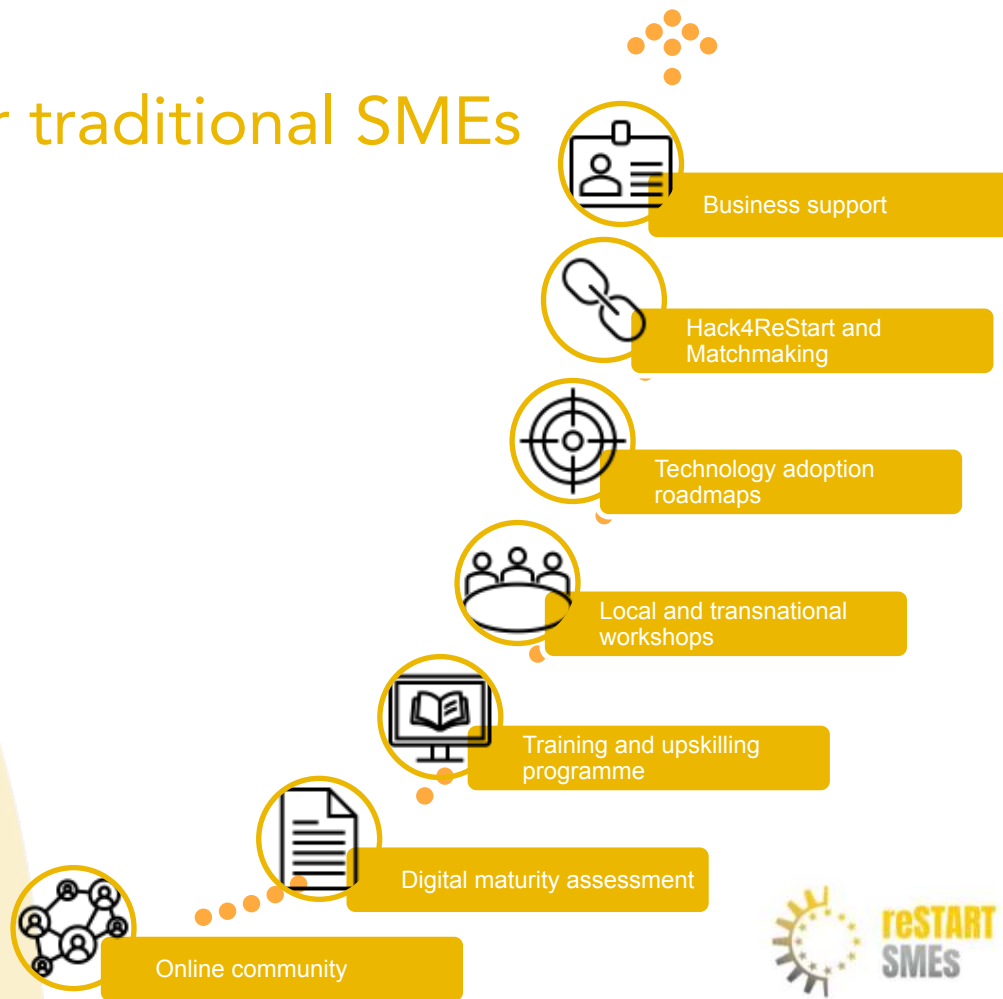 r traditional SMEs
Business support
Hack4ReStart and
Matchmaking
Technology adoption
roadmaps
Local and transnational
workshops
Training and upskilling
programme
Digital maturity assessment
Online community
reSTART
SMEs